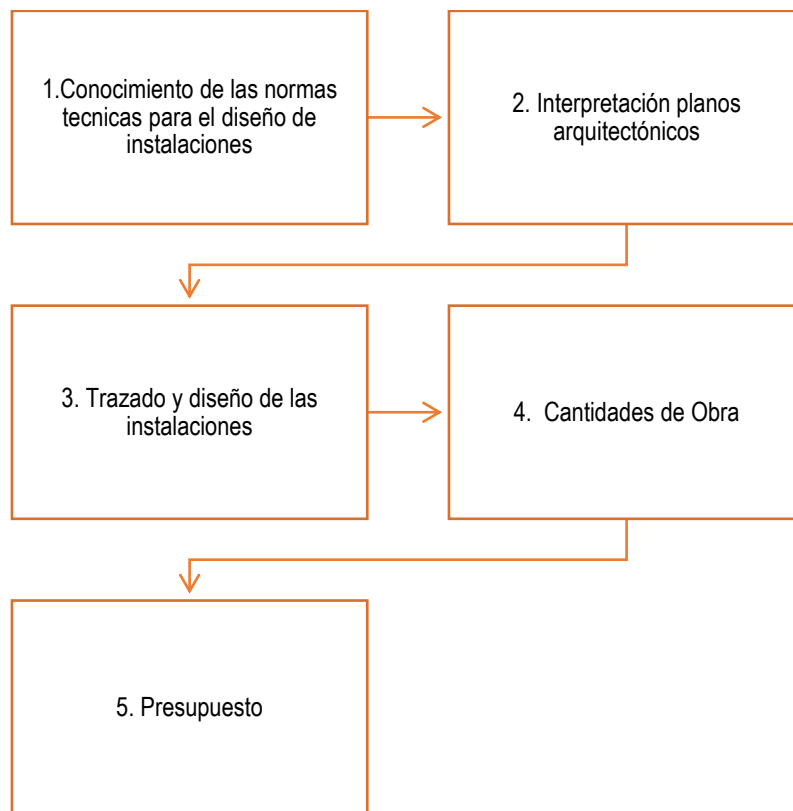 1.Conocimiento de las normas
tecnicas para el diseño de
instalaciones
2. Interpretación planos
arquitectónicos
3. Trazado y diseño de las
instalaciones
4. Cantidades de Obra
5. Presupuesto